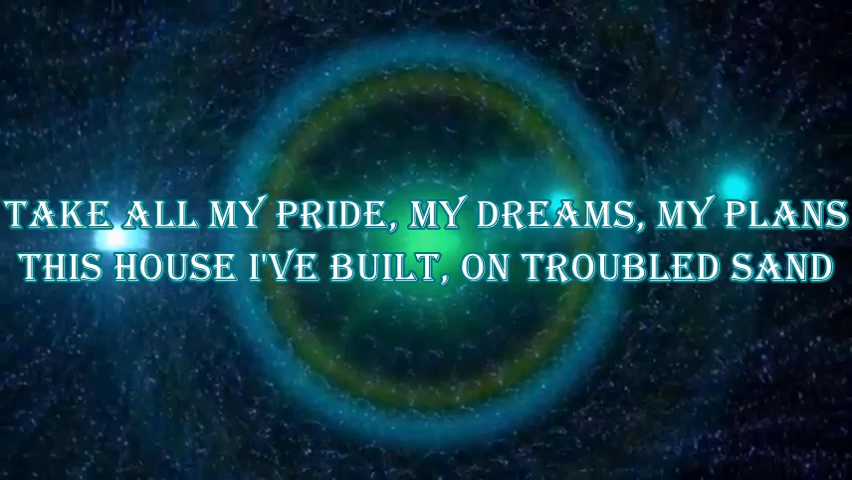 TAKE ALL MY PRIDE, MY DREAMS, MY PLANS
THIS HOUSE I'VE BUILT, ON TROUBLED SAND